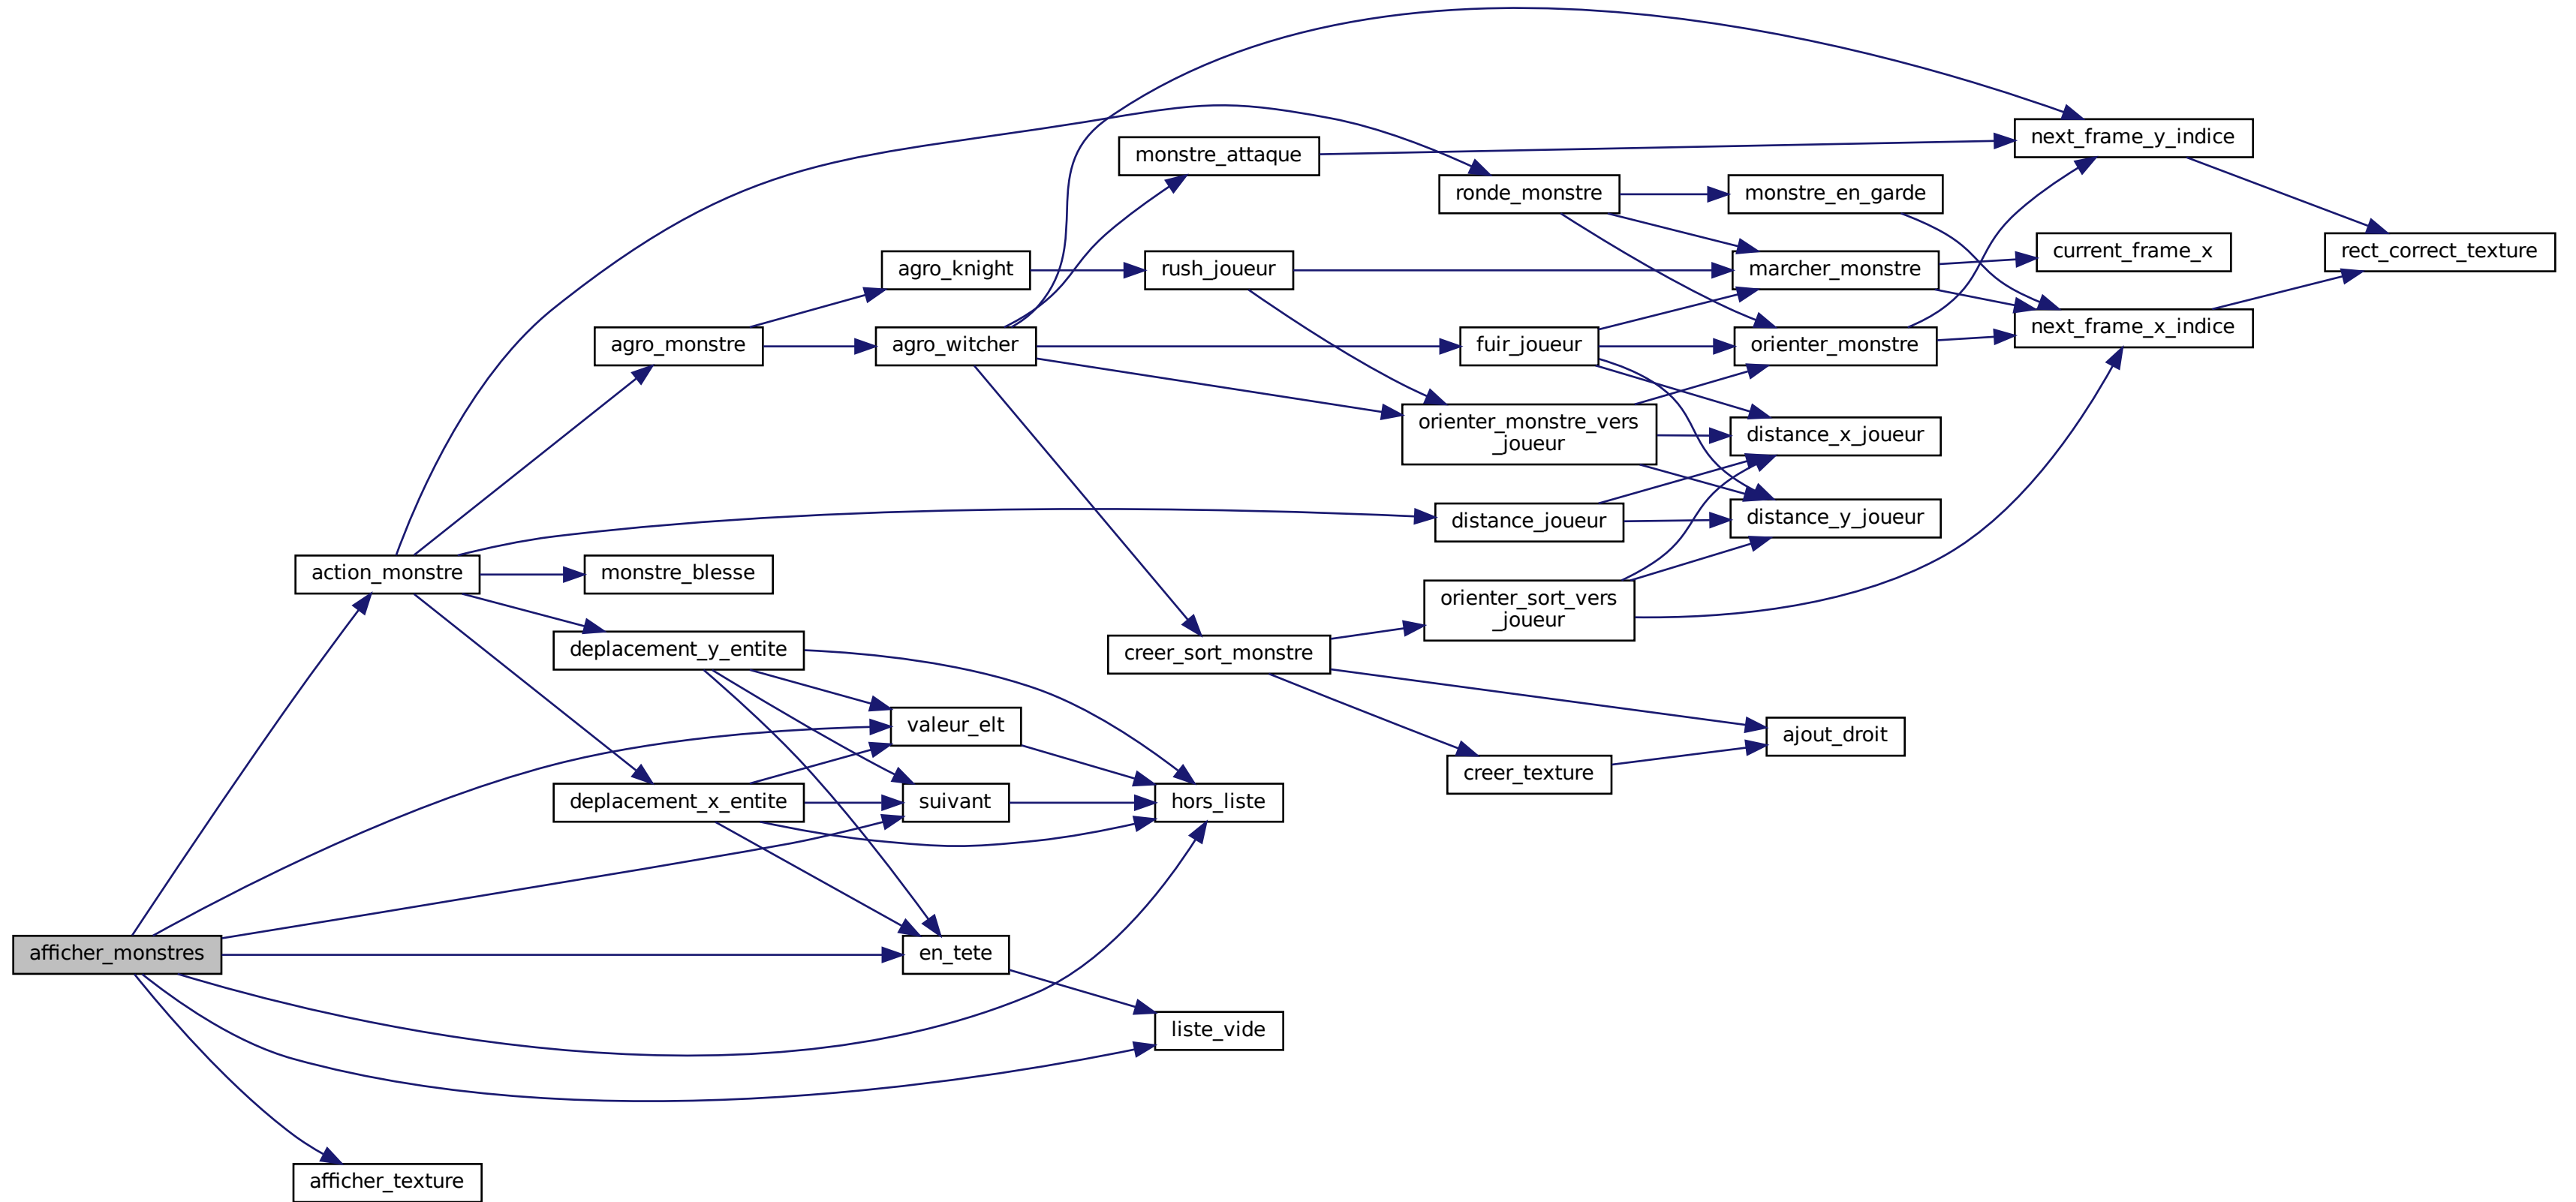 next_frame_y_indice
monstre_attaque
ronde_monstre
monstre_en_garde
current_frame_x
rect_correct_texture
agro_knight
rush_joueur
marcher_monstre
next_frame_x_indice
agro_monstre
agro_witcher
fuir_joueur
orienter_monstre
orienter_monstre_vers
_joueur
distance_x_joueur
distance_joueur
distance_y_joueur
action_monstre
monstre_blesse
orienter_sort_vers
_joueur
deplacement_y_entite
creer_sort_monstre
valeur_elt
ajout_droit
creer_texture
deplacement_x_entite
suivant
hors_liste
afficher_monstres
en_tete
liste_vide
afficher_texture